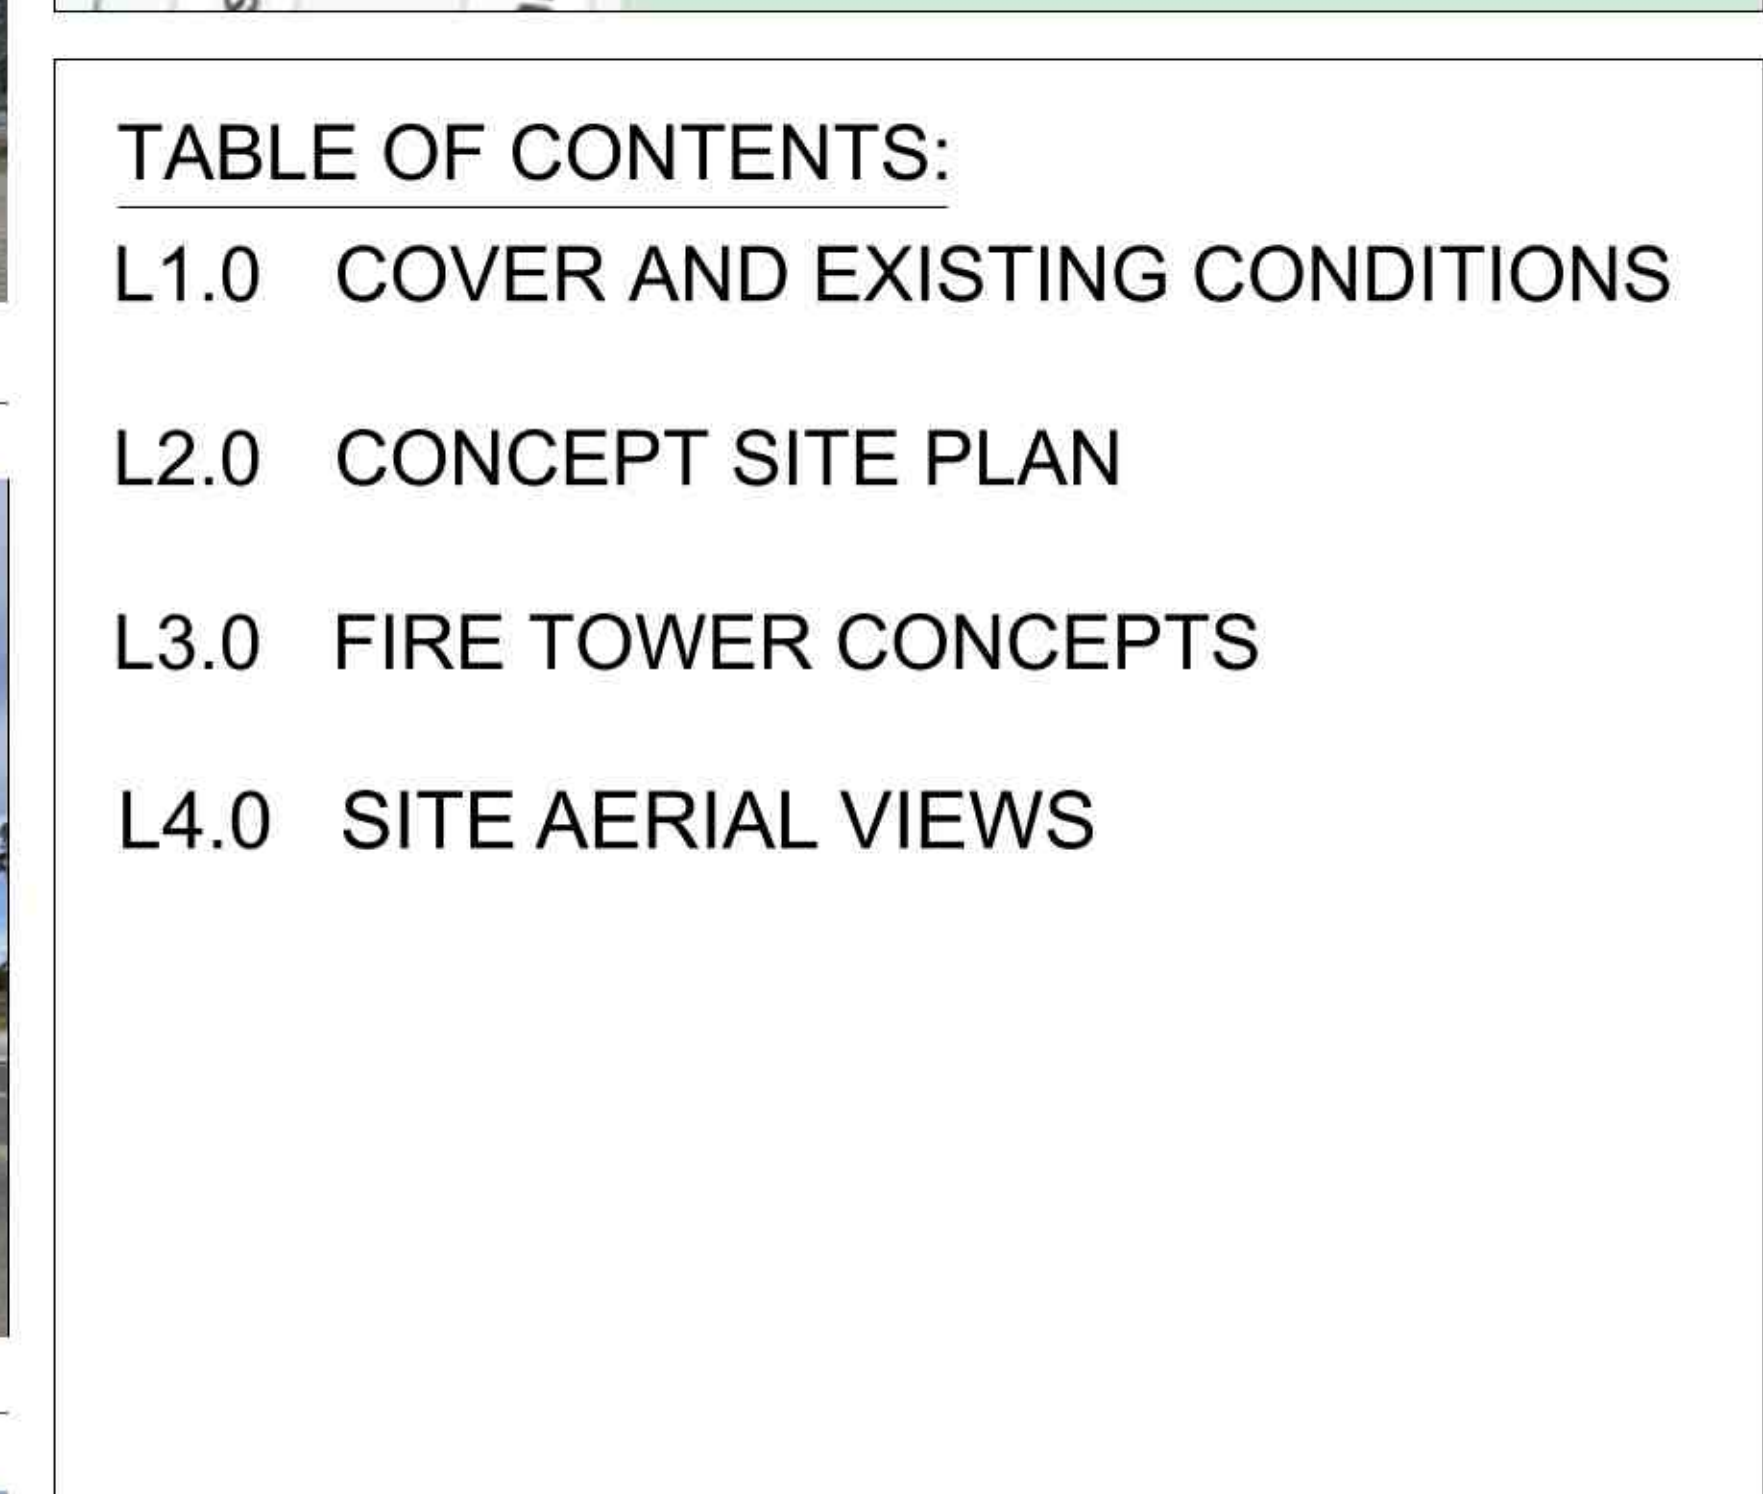 TABLE OF CONTENTS:
L1.0 COVER AND EXISTING CONDITIONS
L2.0 CONCEPT SITE PLAN
L3.0 FIRE TOWER CONCEPTS
L4.0 SITE AERIAL VIEWS